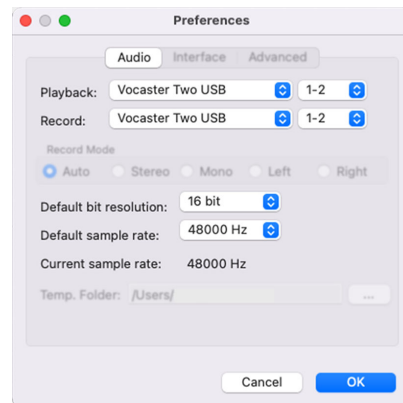 Preferences
Audio Interface Advanced
Playback: Vocaster Two USB 1-2
Record: Vocaster Two USB 1-2
Record Mode
Auto Stereo Mono Left Right
Default bit resolution: 16 bit
Default sample rate: 48000 Hz
Current sample rate: 48000 Hz
Temp. Folder: /Users/ ...
Cancel OK